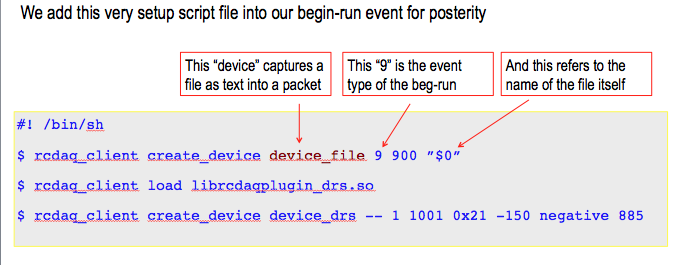 We add this very setup script file into our begin-run event for posterity
This “device” captures a
file as text into a packet
This “9” is the event
type of the beg-run
And this refers to the
name of the file itself
#! /bin/sh
$ rcdaq_client create_device device_file 9 900 ”$0”
$ rcdaq_client load librcdaqplugin_drs.so
$ rcdaq_client create_device device_drs -- 1 1001 0x21 -150 negative 885